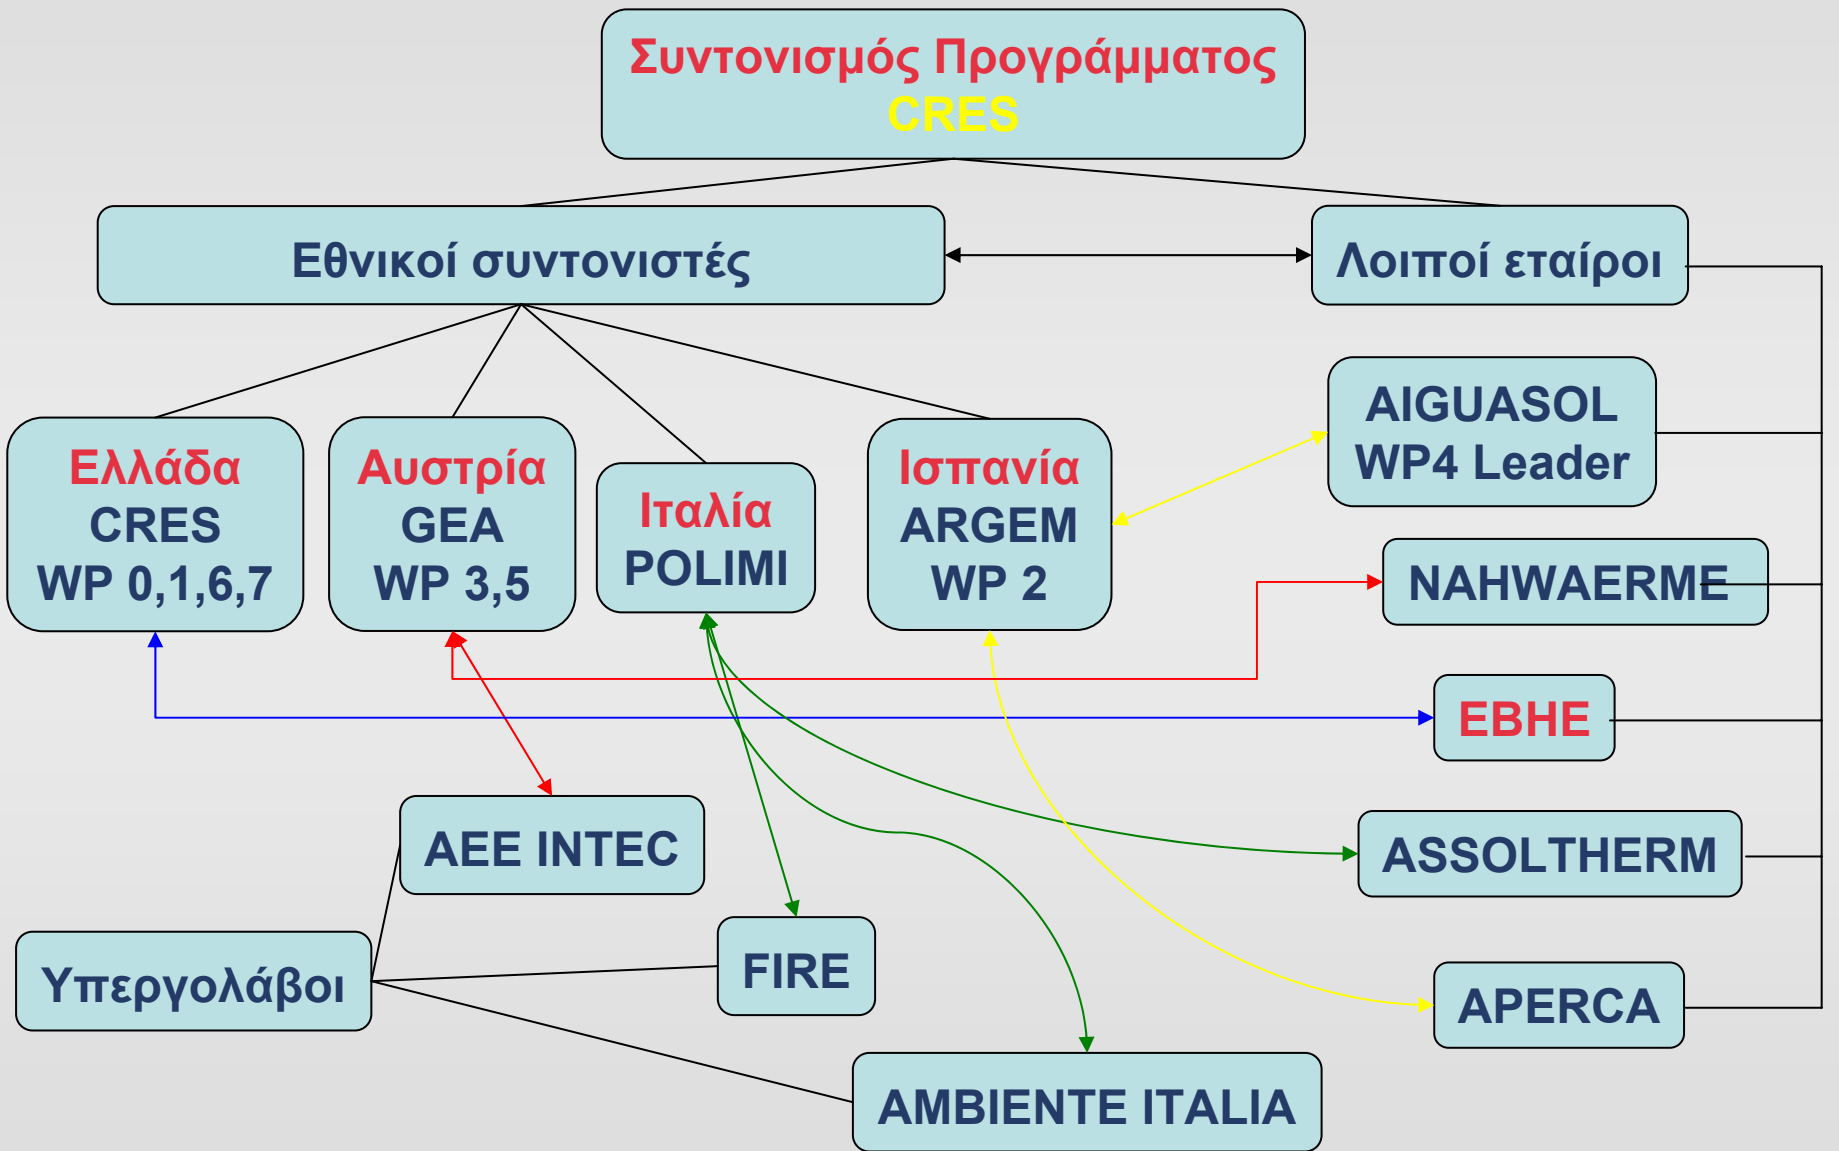 Συντονισμός Προγράμματος
CRES
Εθνικοί συντονιστές
Λοιποί εταίροι
Ελλάδα
CRES
WP 0,1,6,7
Αυστρία
GEA
WP 3,5
Ιταλία
POLIMI
Ισπανία
ARGEM
WP 2
AIGUASOL
WP4 Leader
NAHWAERME
ΕΒΗΕ
ASSOLTHERM
APERCA
AEE INTEC
Υπεργολάβοι
FIRE
AMBIENTE ITALIA